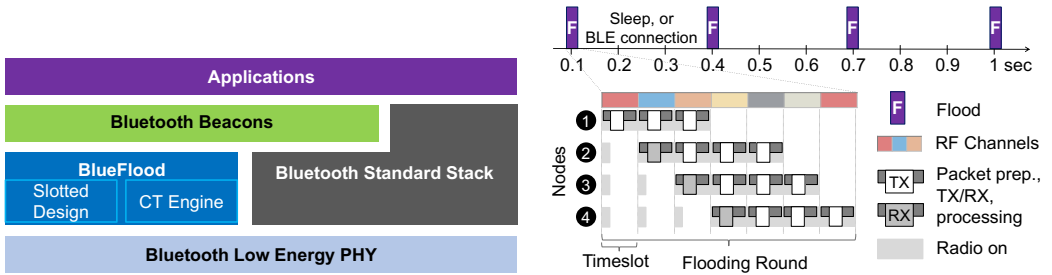 Applications
Bluetooth Beacons
BlueFlood
Slotted
Design
CT Engine
Bluetooth Standard Stack
Bluetooth Low Energy PHY
F
F
F
F
Sleep, or
BLE connection
0.1 0.2 0.3 0.4 0.5 0.6 0.7 0.8 0.9 1 sec
Nodes
1
2
3
4
Timeslot
Flooding Round
F
Flood
RF Channels
TX
RX
Packet prep.,
TX/RX,
processing
Radio on